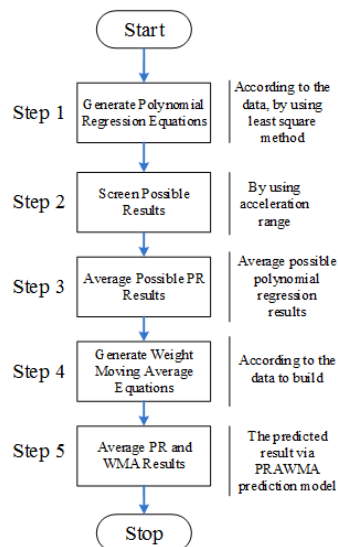 Start
Step 1
Generate Polynomial
Regression Equations
According to the
data, by using
least square
method
Step 2
Screen Possible
Results
By using
acceleration
range
Step 3
Average Possible PR
Results
Average possible
polynomial
regression
results
Step 4
Generate Weight
Moving Average
Equations
According to the
data to build
Step 5
Average PR and
WMA Results
The predicted
result via
PRAWMA
prediction model
Stop